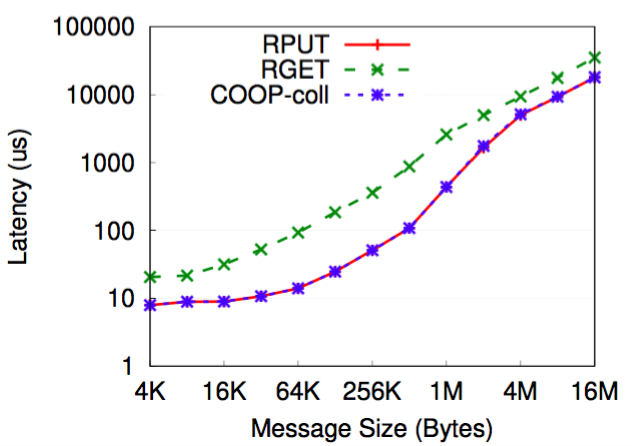 100000
10000
1000
100
10
1
Latency (us)
RPUT
RGET
COOP-coll
4K 16K 64K 256K 1M 4M 16M
Message Size (Bytes)